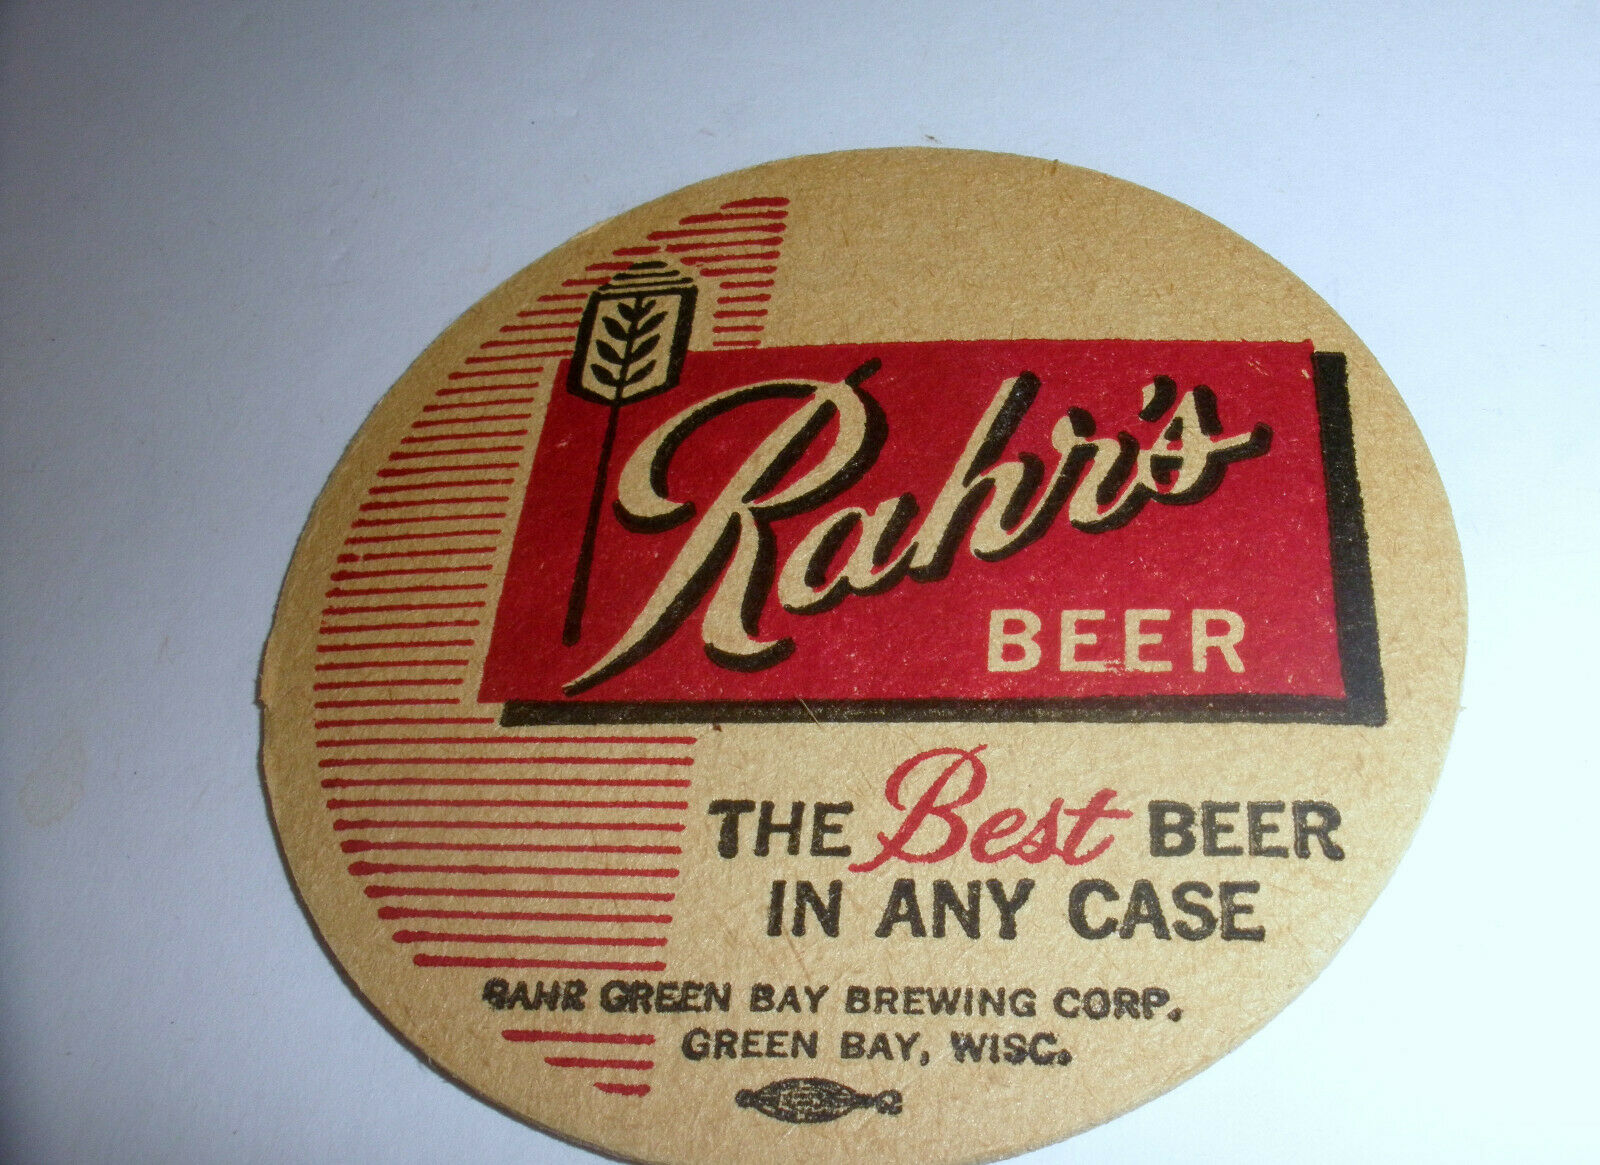 Rahr's
BEER
THE Best BEER
IN ANY CASE
RAHR GREEN BAY BREWING CORP.
GREEN BAY, WISC.